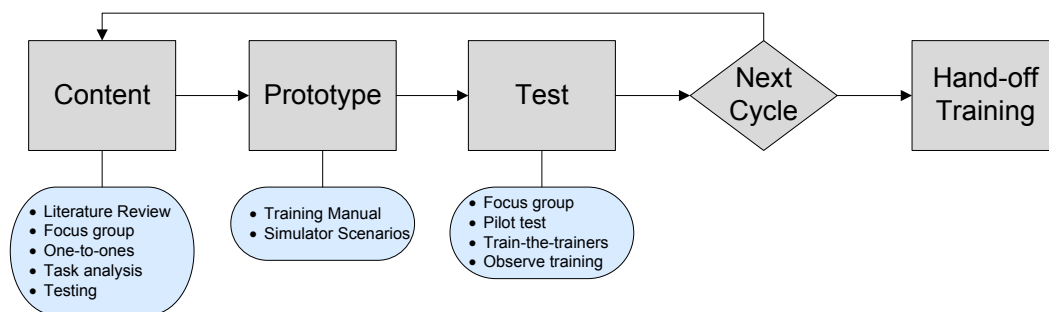 Content
Prototype
Test
Next
Cycle
Hand-off
Training
• Literature Review
• Focus group
• One-to-ones
• Task analysis
• Testing
• Training Manual
• Simulator Scenarios
• Focus group
• Pilot test
• Train-the-trainers
• Observe training